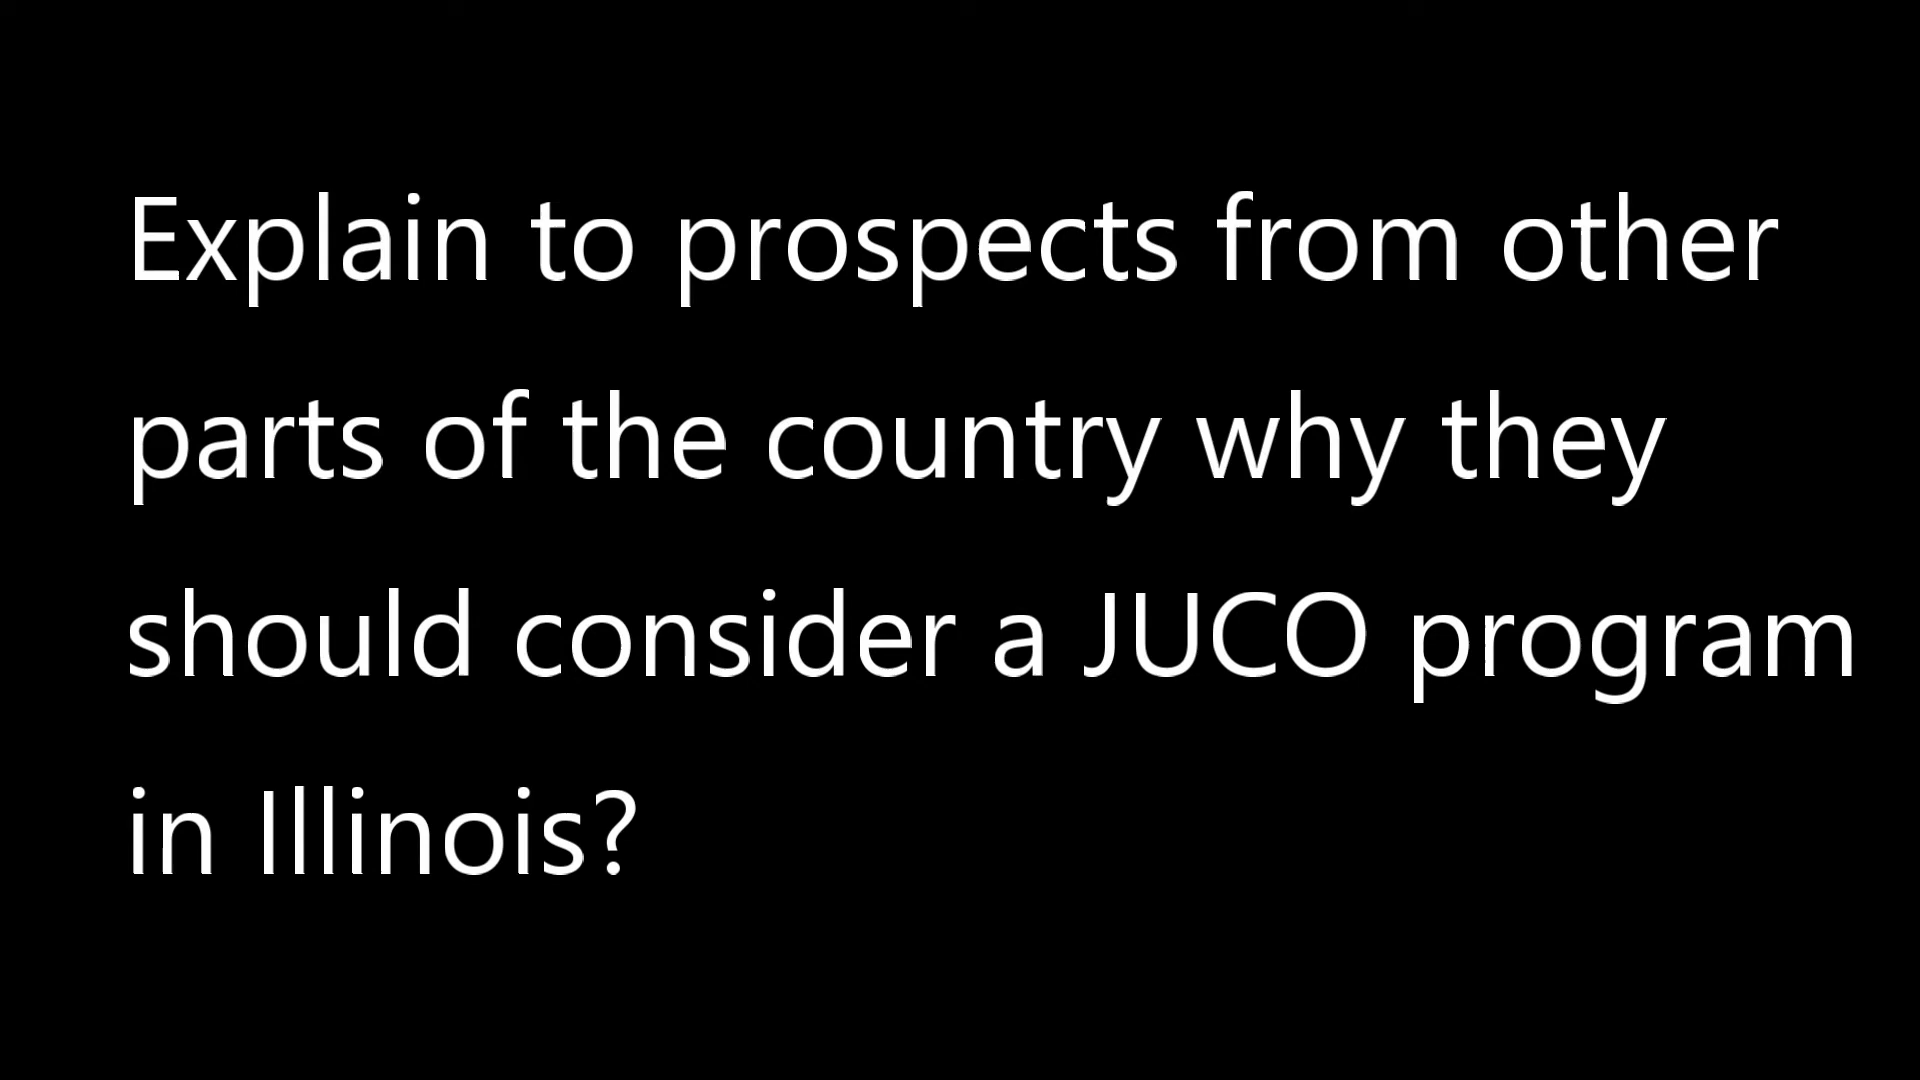 Explain to prospects from other
parts of the country why they
should consider a JUCO program
in Illinois?